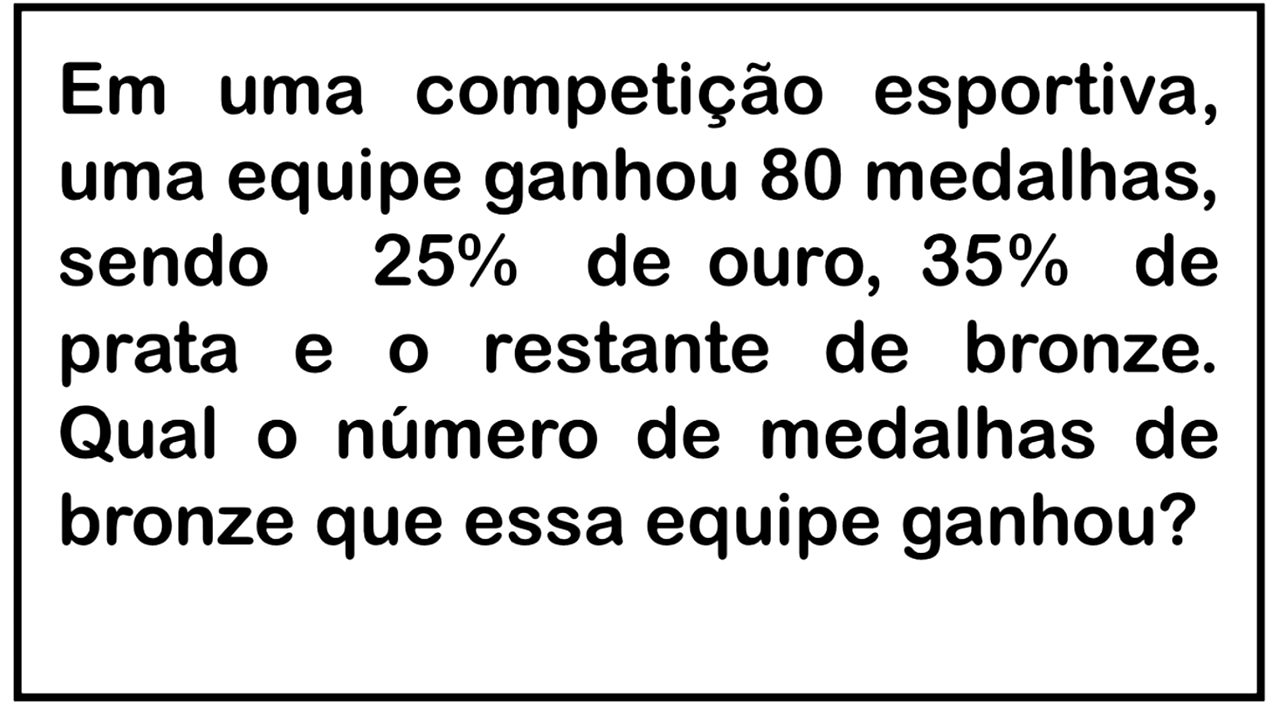 Em uma competição esportiva,
uma equipe ganhou 80 medalhas,
sendo 25% de ouro, 35% de
prata e o restante de bronze.
Qual o número de medalhas de
bronze que essa equipe ganhou?